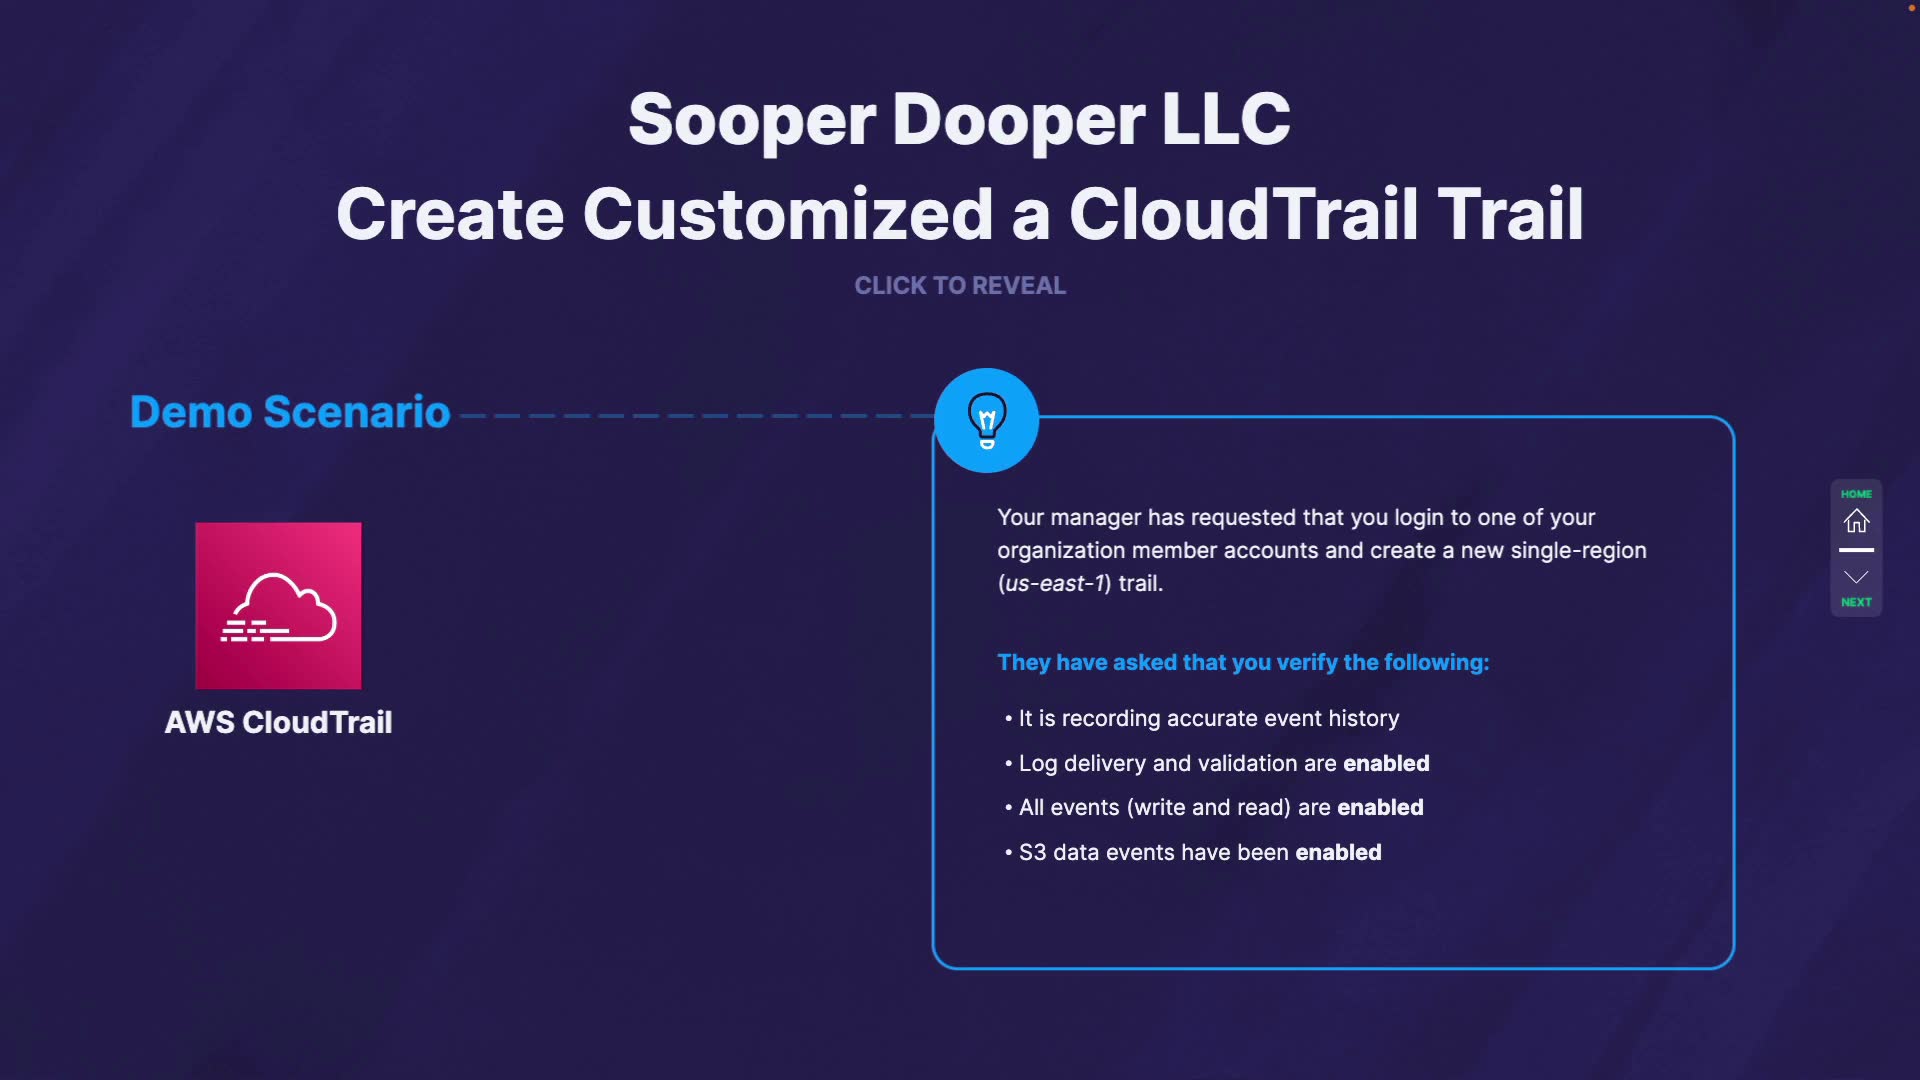 Sooper Dooper LLC
Create Customized a CloudTrail Trail
CLICK TO REVEAL
Demo Scenario
AWS CloudTrail
Your manager has requested that you login to one of your
organization member accounts and create a new single-region
(us-east-1) trail.
They have asked that you verify the following:
• It is recording accurate event history
• Log delivery and validation are enabled
• All events (write and read) are enabled
• S3 data events have been enabled
HOME
NEXT